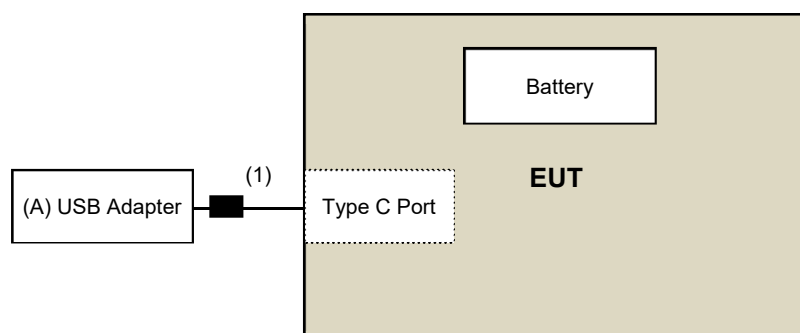 Battery
(1)
EUT
(A) USB Adapter
Type C Port